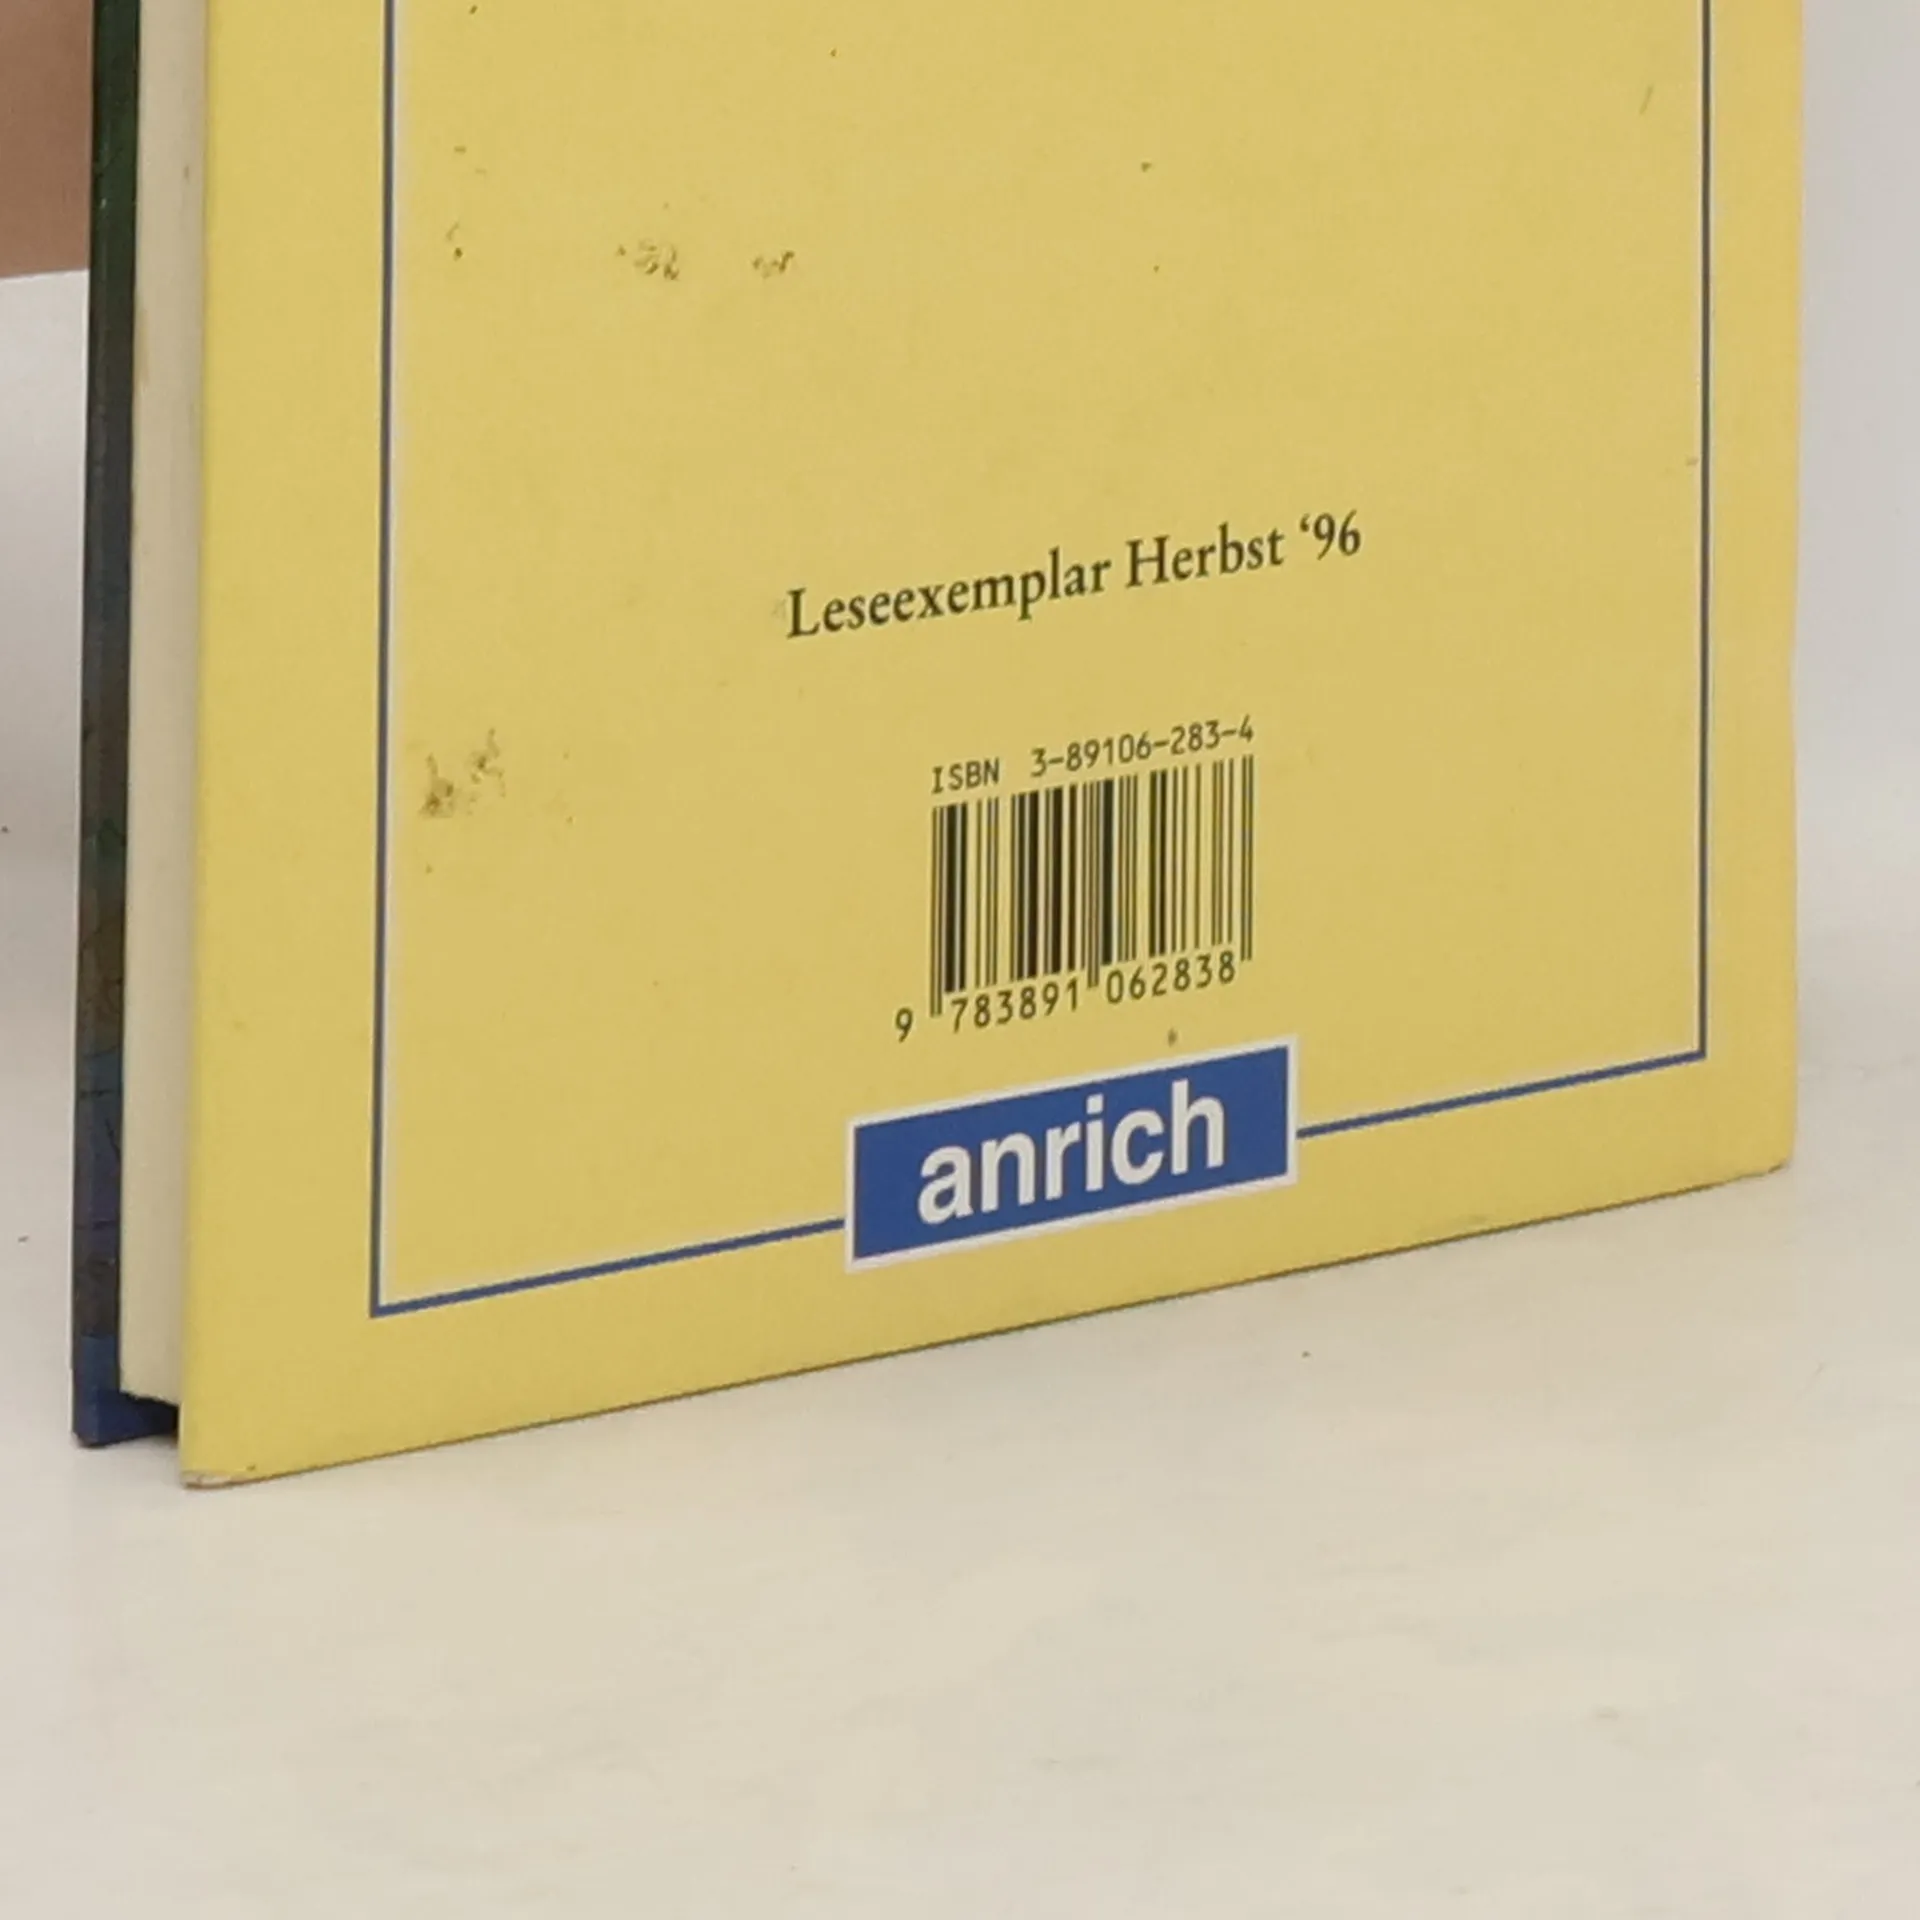 Leseexemplar Herbst ‘96
ISBN 3-89106-283-4
9 783891 062838
anrich